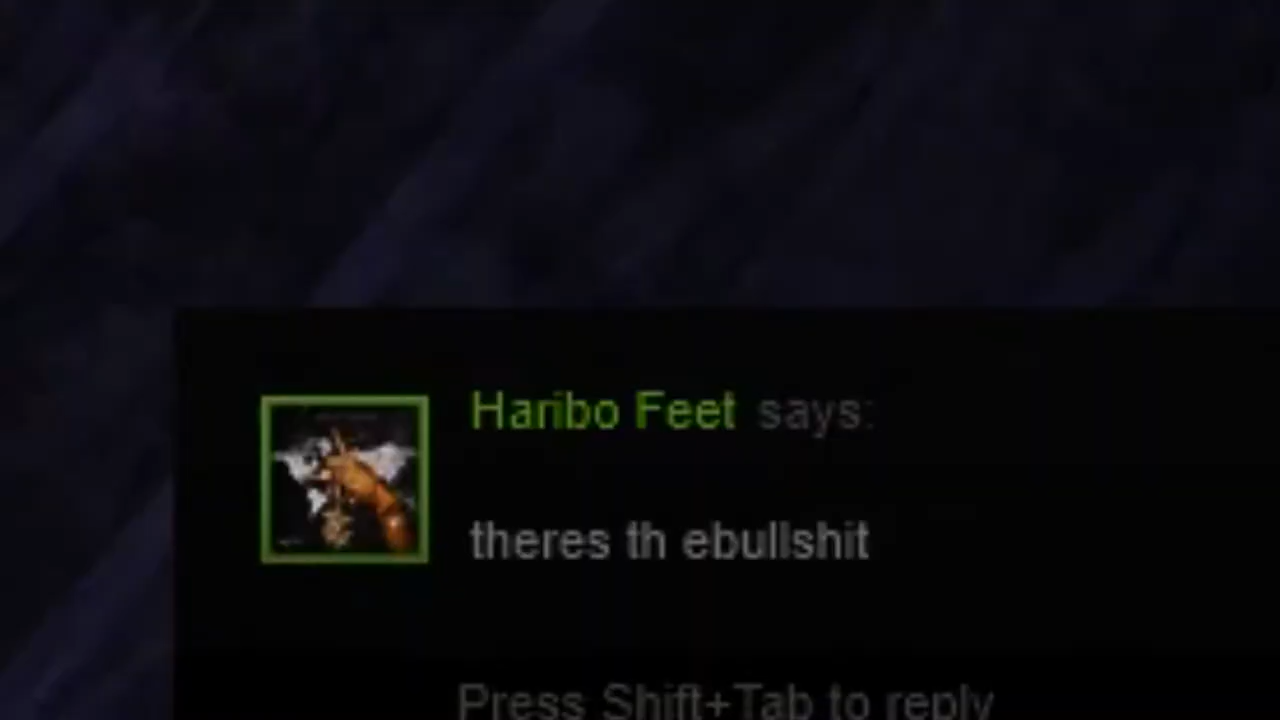 Haribo Feet says:
theres th ebullshit
Press Shift+Tab to reply